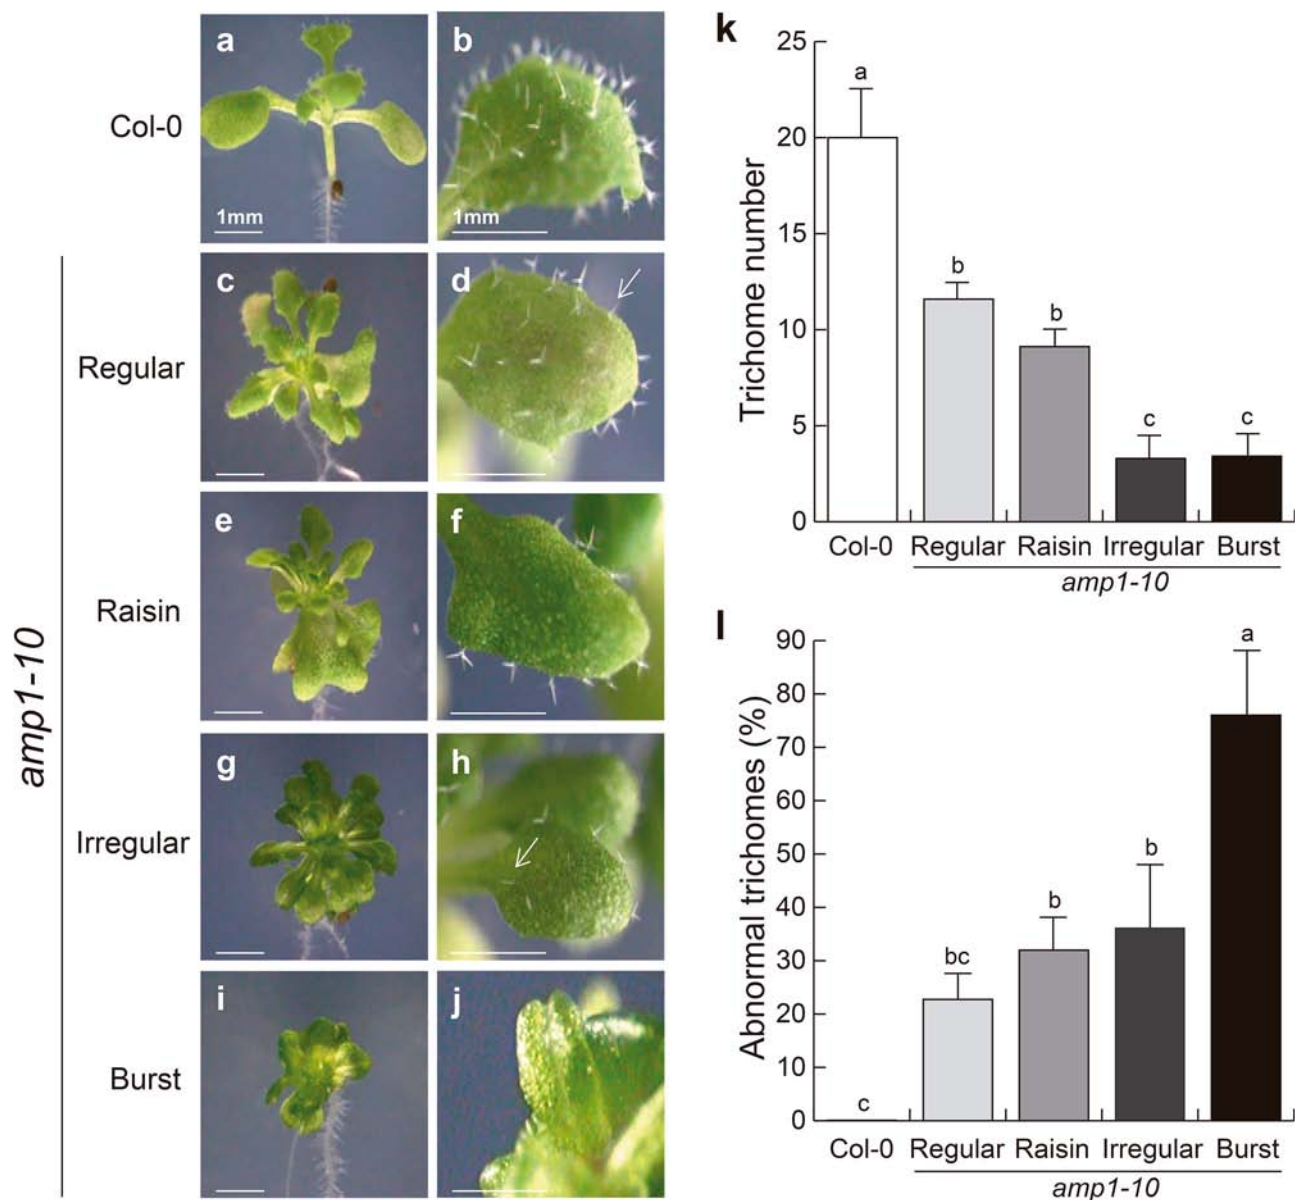 a
b
Col-0
1mm
1mm
c
d
Regular
e
f
Raisin
amp1-10
g
h
Irregular
i
j
Burst
k
25
20
15
10
5
0
Trichome number
a
b
b
c
c
Col-0 Regular Raisin Irregular Burst
amp1-10
l
90
80
70
60
50
40
30
20
10
0
Abnormal trichomes (%)
c
bc
b
b
a
Col-0 Regular Raisin Irregular Burst
amp1-10